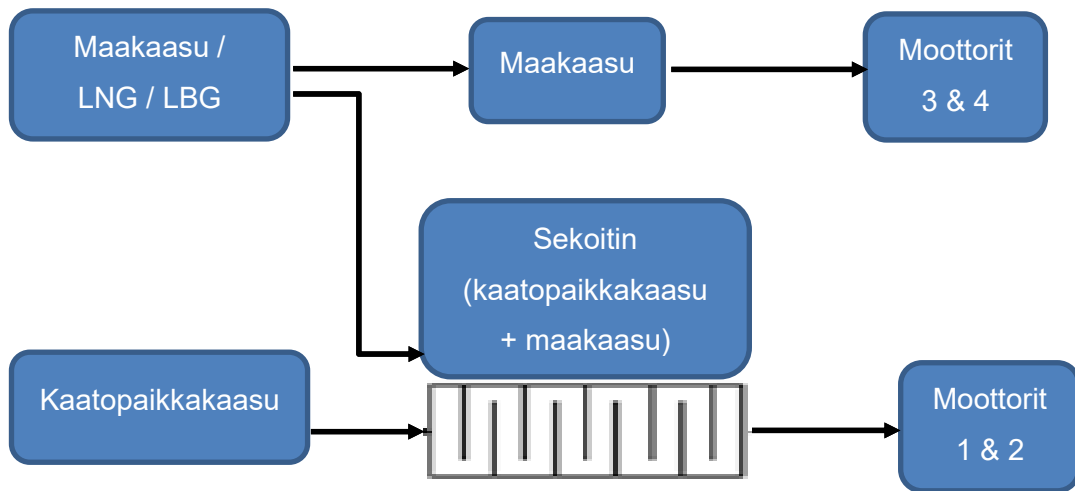 Maakaasu /
LNG / LBG
Maakaasu
Moottorit
3 & 4
Sekoitin
(kaatopaikkakaasu
+ maakaasu)
Kaatopaikkakaasu
Moottorit
1 & 2